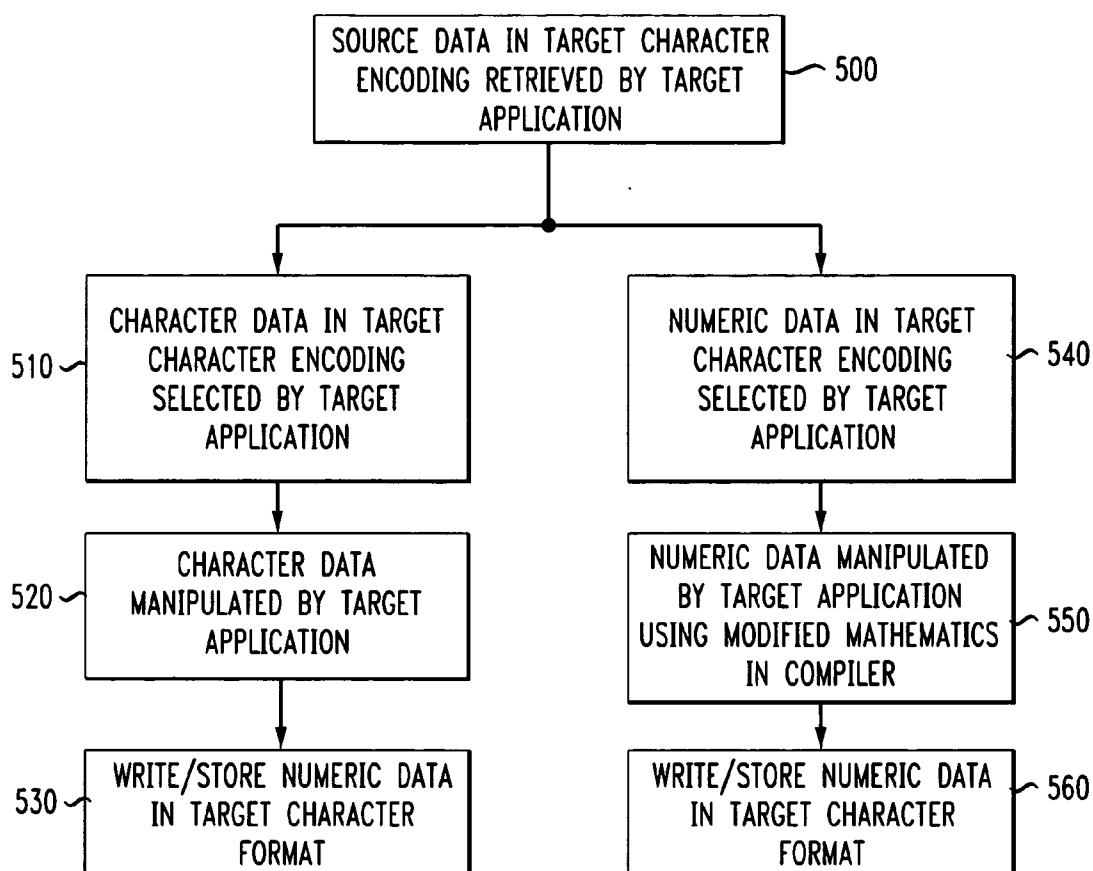 SOURCE DATA IN TARGET CHARACTER
ENCODING RETRIEVED BY TARGET
APPLICATION
500
CHARACTER DATA IN TARGET
CHARACTER ENCODING
SELECTED BY TARGET
APPLICATION
510
NUMERIC DATA IN TARGET
CHARACTER ENCODING
SELECTED BY TARGET
APPLICATION
540
CHARACTER DATA
MANIPULATED BY TARGET
APPLICATION
520
NUMERIC DATA MANIPULATED
BY TARGET APPLICATION
USING MODIFIED MATHEMATICS
IN COMPILER
550
WRITE/STORE NUMERIC DATA
IN TARGET CHARACTER
FORMAT
530
WRITE/STORE NUMERIC DATA
IN TARGET CHARACTER
FORMAT
560